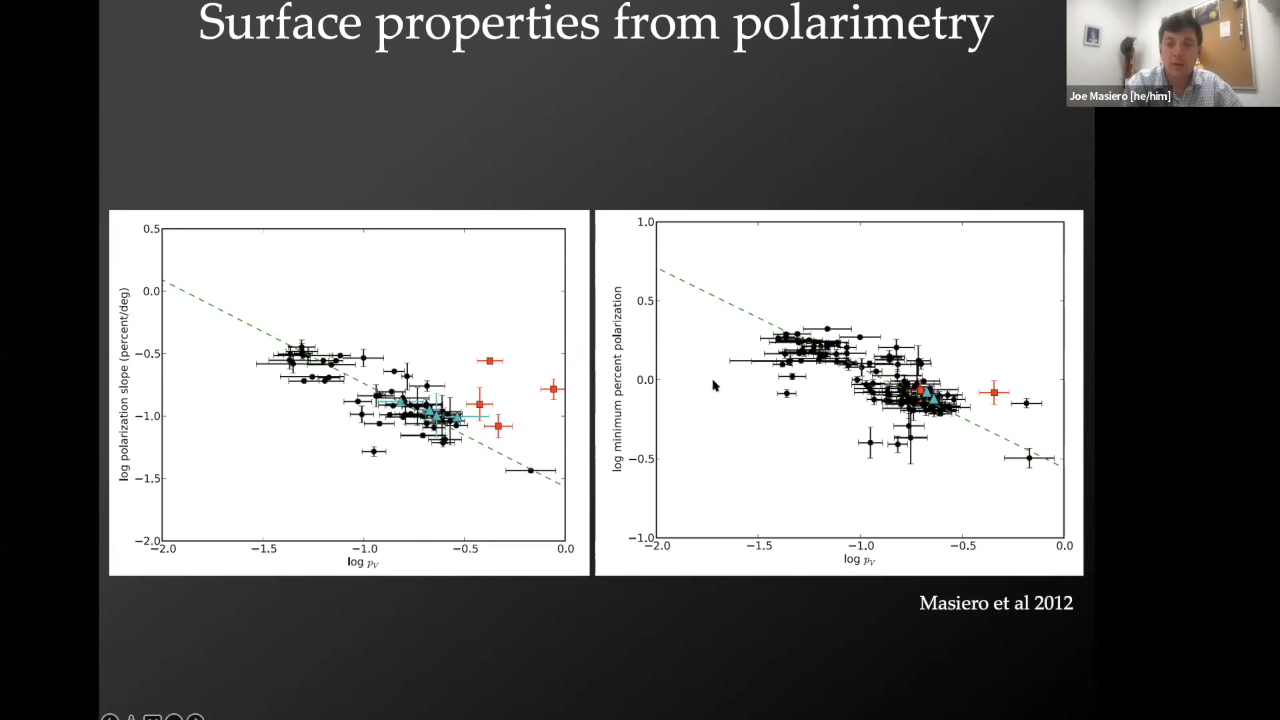 Surface properties from polarimetry
Joe Masiero [he/him]
0.5
0.0
−0.5
−1.0
−1.5
−2.0
log polarization slope (percent/deg)
−2.0 −1.5 −1.0 −0.5 0.0
log pV
1.0
0.5
0.0
−0.5
−1.0
log minimum percent polarization
−2.0 −1.5 −1.0 −0.5 0.0
log pV
Masiero et al 2012